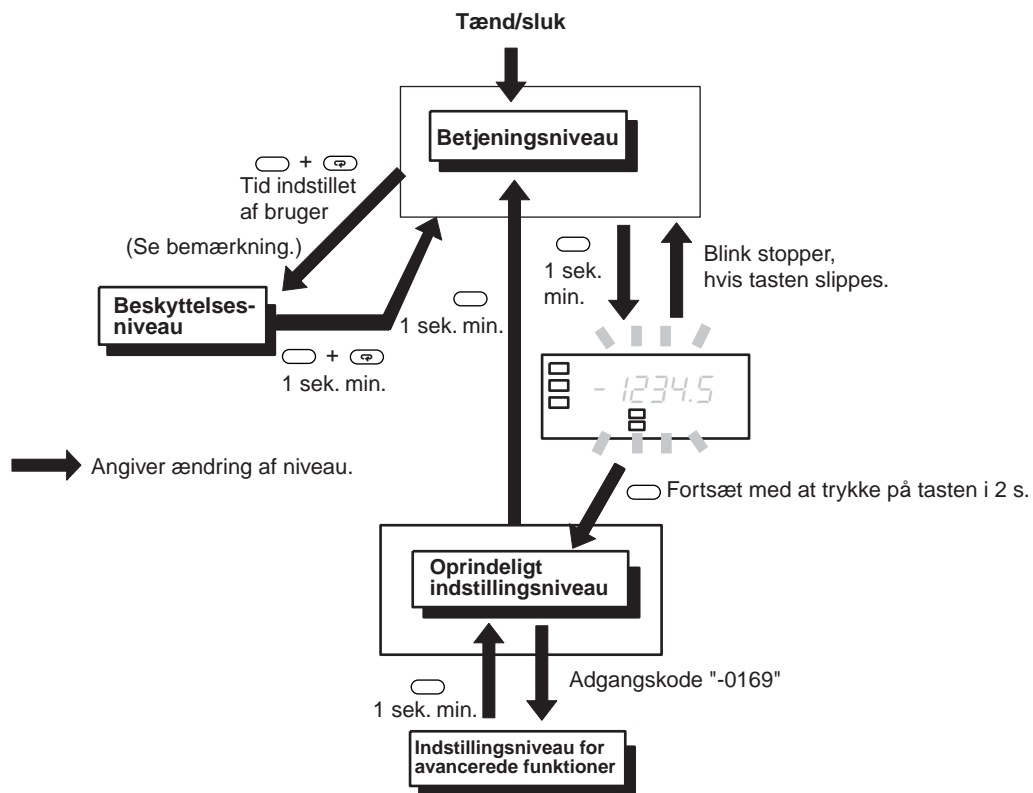 Tænd/sluk
Betjeningsniveau
+
Tid indstillet
af bruger
(Se bemærkning.)
Beskyttelses-
niveau
+
1 sek. min.
1 sek. min.
1 sek.
min.
Blink stopper,
hvis tasten slippes.
- 1234.5
Angiver ændring af niveau.
Fortsæt med at trykke på tasten i 2 s.
Oprindeligt
indstillingsniveau
1 sek. min.
Adgangskode "-0169"
Indstillingsniveau for
avancerede funktioner